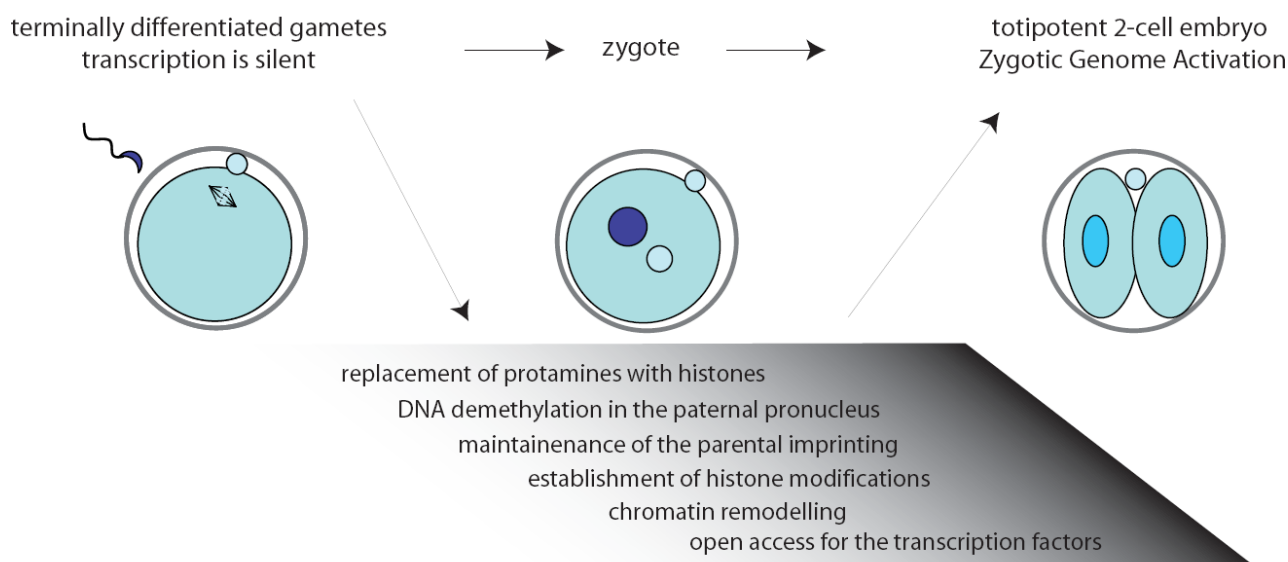 terminally differentiated gametes
transcription is silent
zygote
totipotent 2-cell embryo
Zygotic Genome Activation
replacement of protamines with histones
DNA demethylation in the paternal pronucleus
maintainenance of the parental imprinting
establishment of histone modifications
chromatin remodelling
open access for the transcription factors